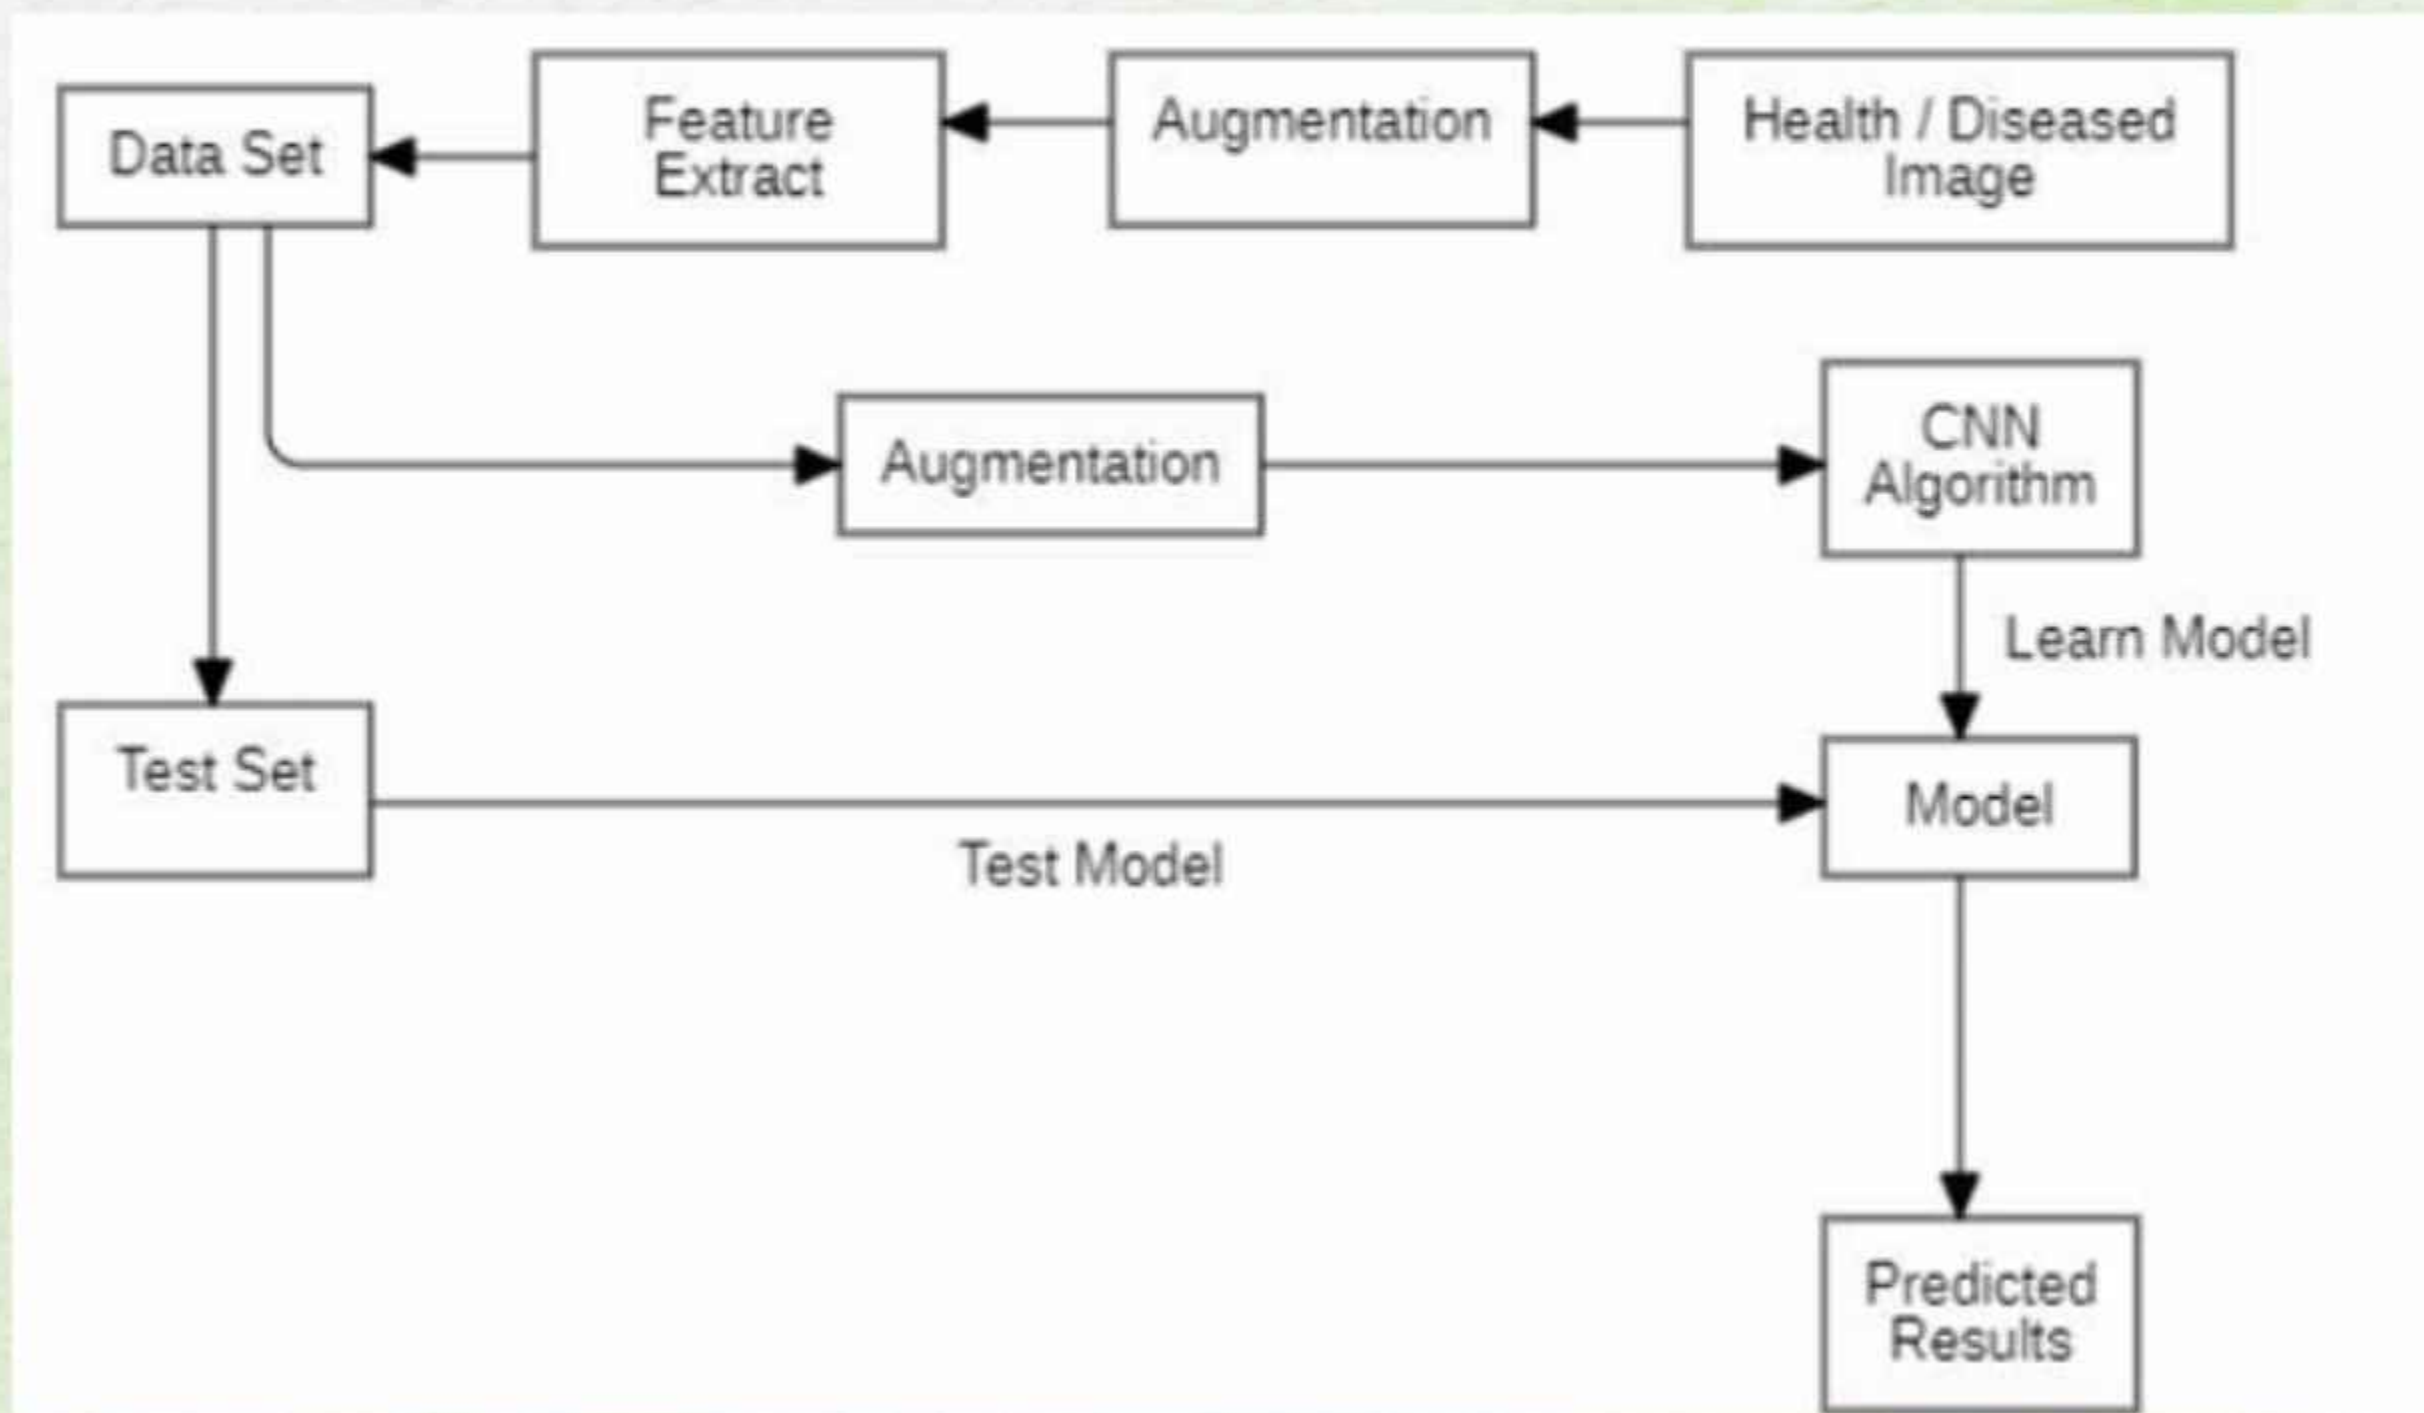 Data Set
Feature
Extract
Augmentation
Health / Diseased
Image
Augmentation
CNN
Algorithm
Learn Model
Test Set
Model
Test Model
Predicted
Results